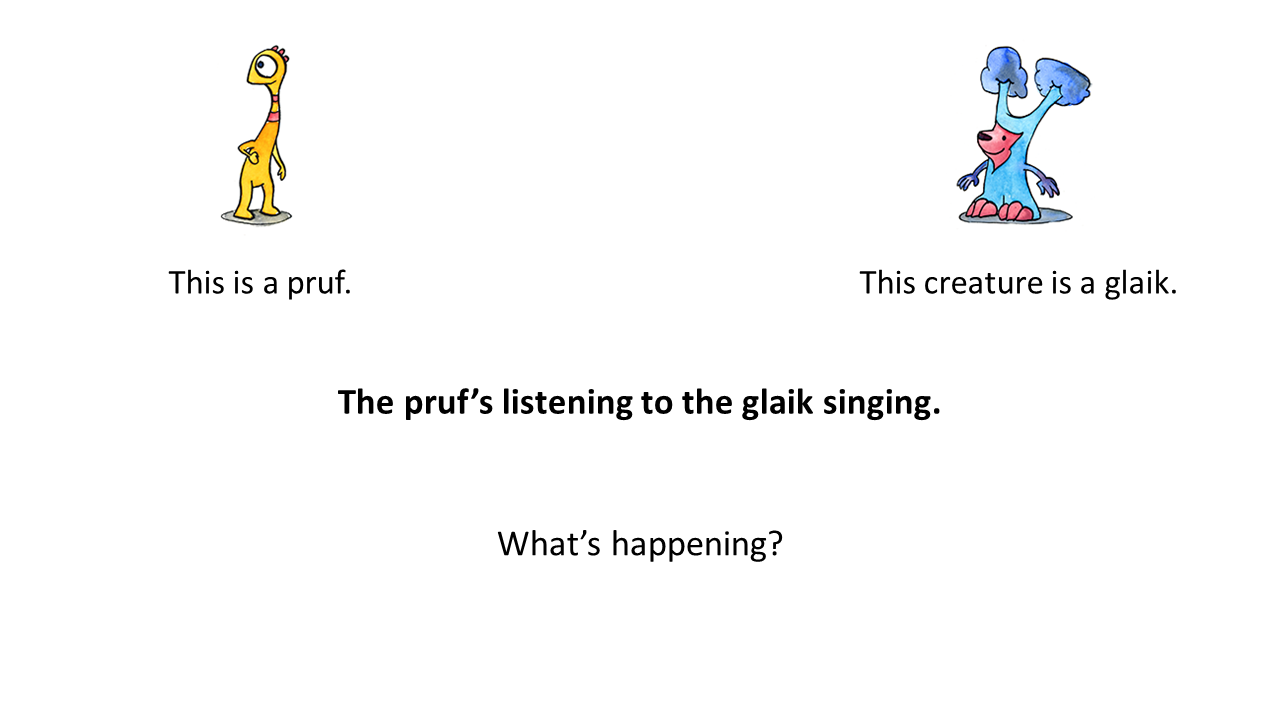 This is a pruf.
This creature is a glaik.
The pruf’s listening to the glaik singing.
What’s happening?